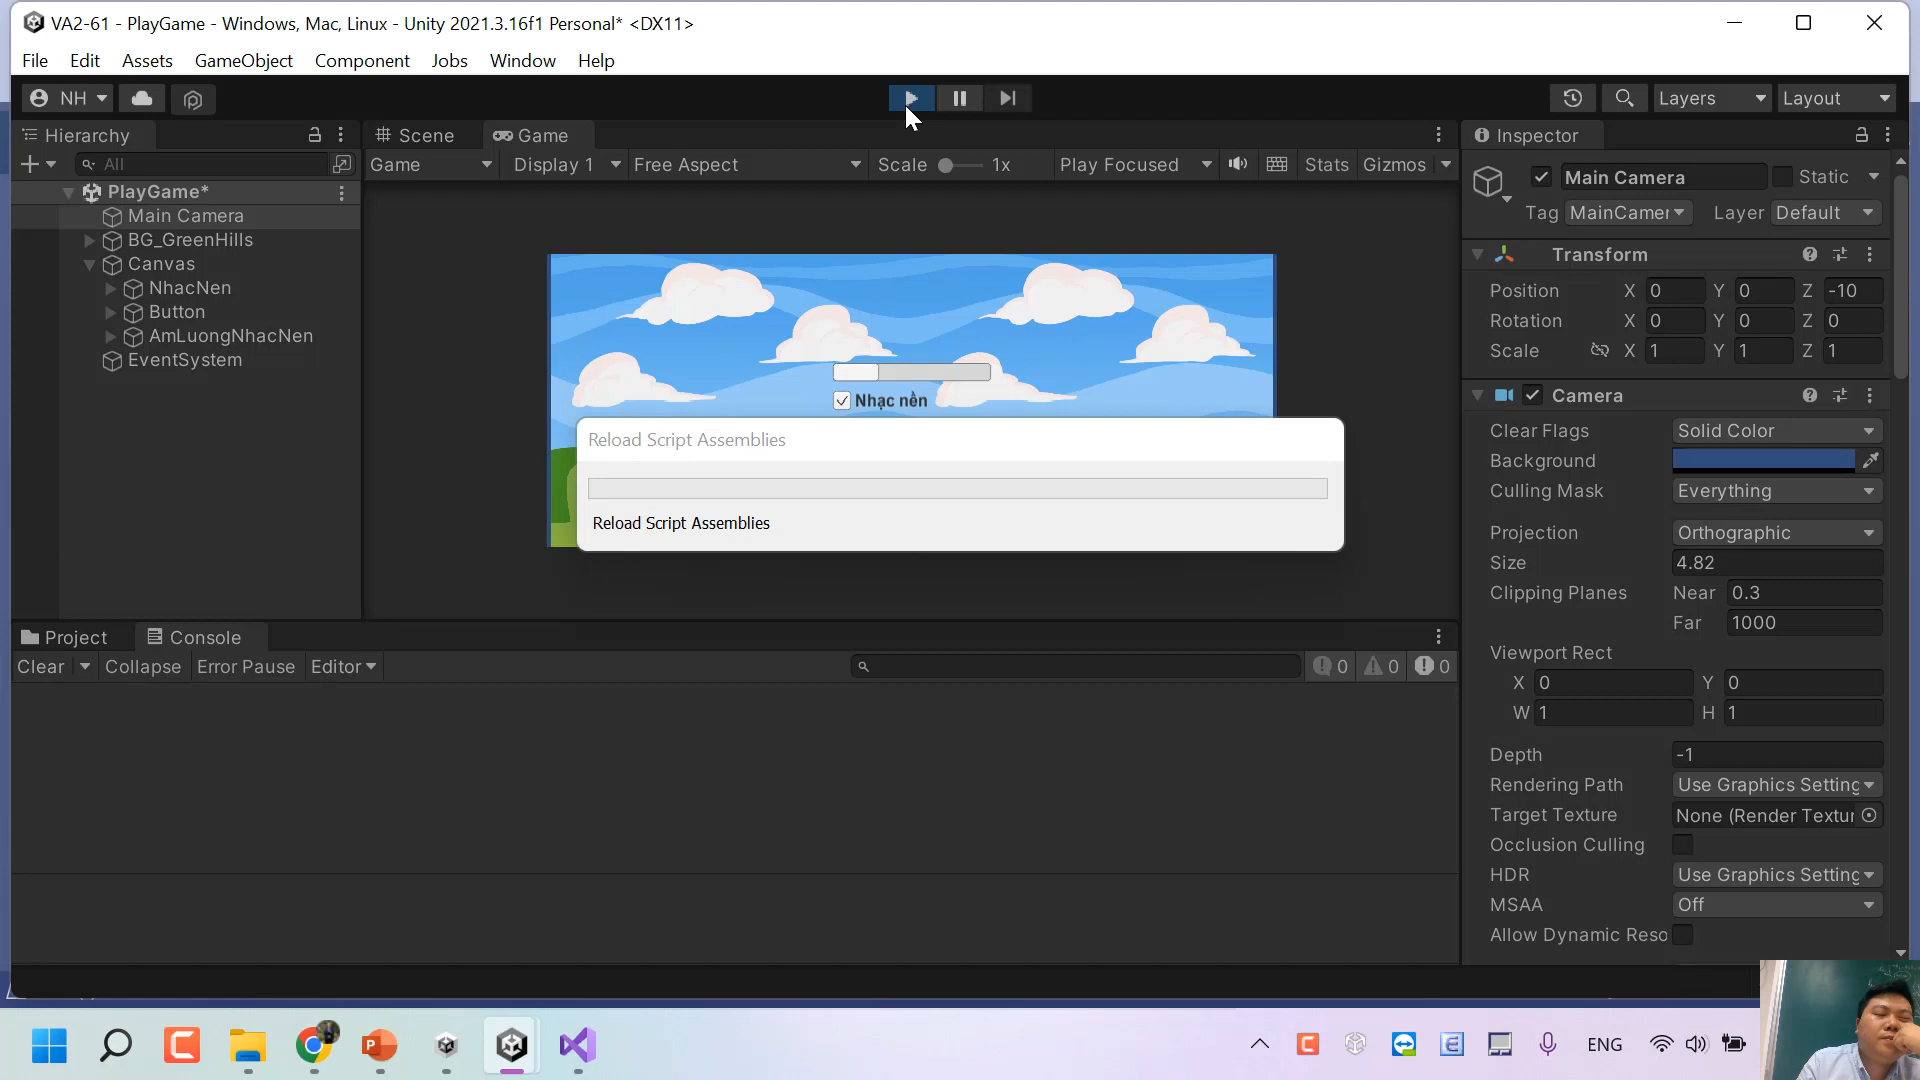 VA2-61 - PlayGame - Windows, Mac, Linux - Unity 2021.3.16f1 Personal* <DX11>
File Edit Assets GameObject Component Jobs Window Help
NH
Layers
Layout
Hierarchy
All
PlayGame*
Main Camera
BG_GreenHills
Canvas
NhacNen
Button
AmLuongNhacNen
EventSystem
Scene
Game
Game
Display 1
Free Aspect
Scale
1x
Play Focused
Stats
Gizmos
Nhạc nền
Reload Script Assemblies
Reload Script Assemblies
Project
Console
Clear
Collapse
Error Pause
Editor
0
0
0
Inspector
Main Camera
Static
Tag
MainCamer
Layer
Default
Transform
Position X 0 Y 0 Z -10
Rotation X 0 Y 0 Z 0
Scale X 1 Y 1 Z 1
Camera
Clear Flags Solid Color
Background
Culling Mask Everything
Projection Orthographic
Size 4.82
Clipping Planes Near 0.3
Far 1000
Viewport Rect
X 0 Y 0
W 1 H 1
Depth -1
Rendering Path Use Graphics Setting
Target Texture None (Render Textur
Occlusion Culling
HDR Use Graphics Setting
MSAA Off
Allow Dynamic Reso
ENG